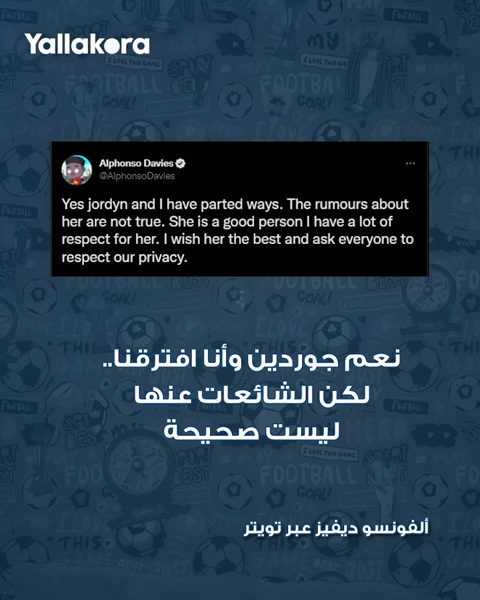 Yallakora
Alphonso Davies
@AlphonsoDavies
Yes jordyn and I have parted ways. The rumours about
her are not true. She is a good person I have a lot of
respect for her. I wish her the best and ask everyone to
respect our privacy.
نعم جوردين وأنا افترقنا..
لكن الشائعات عنها
ليست صحيحة
ألفونسو ديفيز عبر تويتر